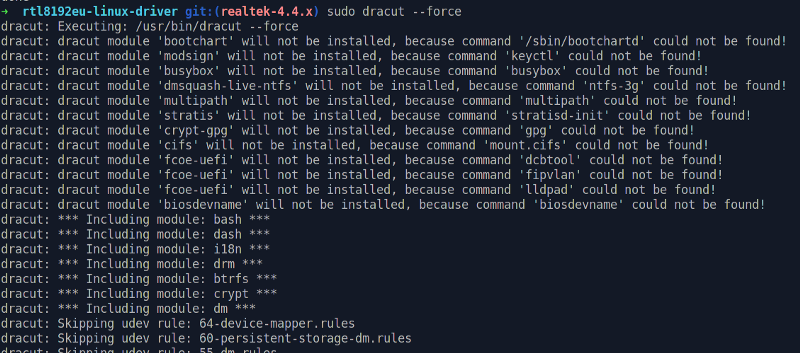 → rtl8192eu-linux-driver git:(realtek-4.4.x) sudo dracut --force
dracut: Executing: /usr/bin/dracut --force
dracut: dracut module 'bootchart' will not be installed, because command '/sbin/bootchartd' could not be found!
dracut: dracut module 'modsign' will not be installed, because command 'keyctl' could not be found!
dracut: dracut module 'busybox' will not be installed, because command 'busybox' could not be found!
dracut: dracut module 'dmsquash-live-ntfs' will not be installed, because command 'ntfs-3g' could not be found!
dracut: dracut module 'multipath' will not be installed, because command 'multipath' could not be found!
dracut: dracut module 'stratis' will not be installed, because command 'stratisd-init' could not be found!
dracut: dracut module 'crypt-gpg' will not be installed, because command 'gpg' could not be found!
dracut: dracut module 'cifs' will not be installed, because command 'mount.cifs' could not be found!
dracut: dracut module 'fcoe-uefi' will not be installed, because command 'dcbtool' could not be found!
dracut: dracut module 'fcoe-uefi' will not be installed, because command 'fipvlan' could not be found!
dracut: dracut module 'fcoe-uefi' will not be installed, because command 'lldpad' could not be found!
dracut: dracut module 'biosdevname' will not be installed, because command 'biosdevname' could not be found!
dracut: *** Including module: bash ***
dracut: *** Including module: dash ***
dracut: *** Including module: i18n ***
dracut: *** Including module: drm ***
dracut: *** Including module: btrfs ***
dracut: *** Including module: crypt ***
dracut: *** Including module: dm ***
dracut: Skipping udev rule: 64-device-mapper.rules
dracut: Skipping udev rule: 60-persistent-storage-dm.rules
dracut: Skipping udev rule: 55-dm.rules